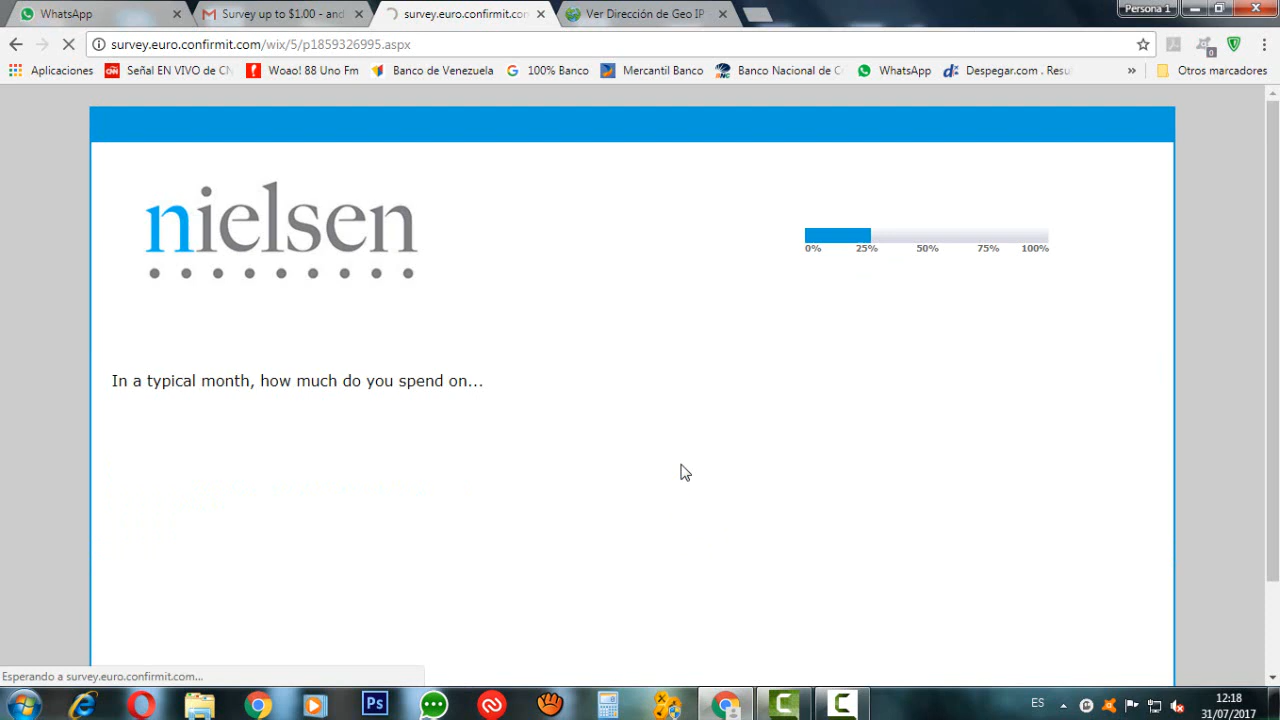 WhatsApp
Survey up to $1.00 - and
survey.euro.confirmit.con
Ver Dirección de Geo IP
Persona 1
survey.euro.confirmit.com/wix/5/p1859326995.aspx
Aplicaciones
Señal EN VIVO de CN
Woao! 88 Uno Fm
Banco de Venezuela
100% Banco
Mercantil Banco
Banco Nacional de C
WhatsApp
Despegar.com . Resu
»
Otros marcadores
nielsen
0% 25% 50% 75% 100%
In a typical month, how much do you spend on...
Esperando a survey.euro.confirmit.com...
Ps
ES
12:18
31/07/2017